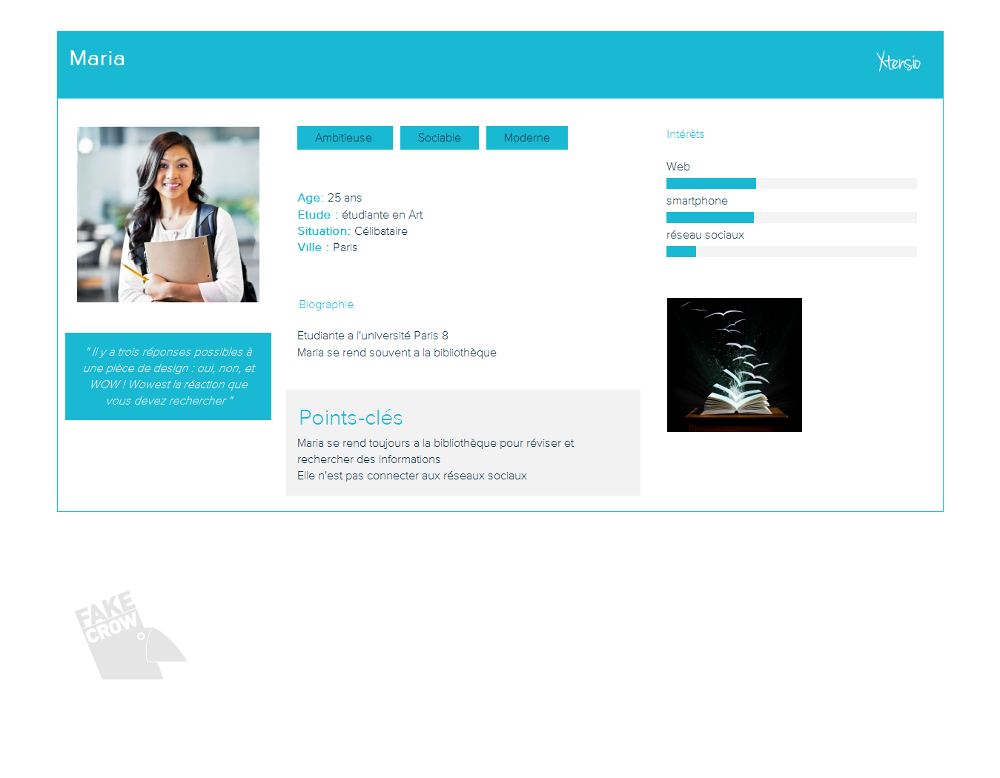 Maria
Xtensio
Ambitieuse
Sociable
Moderne
Age: 25 ans
Etude : étudiante en Art
Situation: Célibataire
Ville : Paris
Biographie
Etudiante a l'université Paris 8
Maria se rend souvent a la bibliothèque
Points-clés
Maria se rend toujours a la bibliothèque pour réviser et
rechercher des informations
Elle n'est pas connecter aux réseaux sociaux
" Il y a trois réponses possibles à
une pièce de design : oui, non, et
WOW ! Wowest la réaction que
vous devez rechercher "
Intérêts
Web
smartphone
réseau sociaux
FAKE
CROW